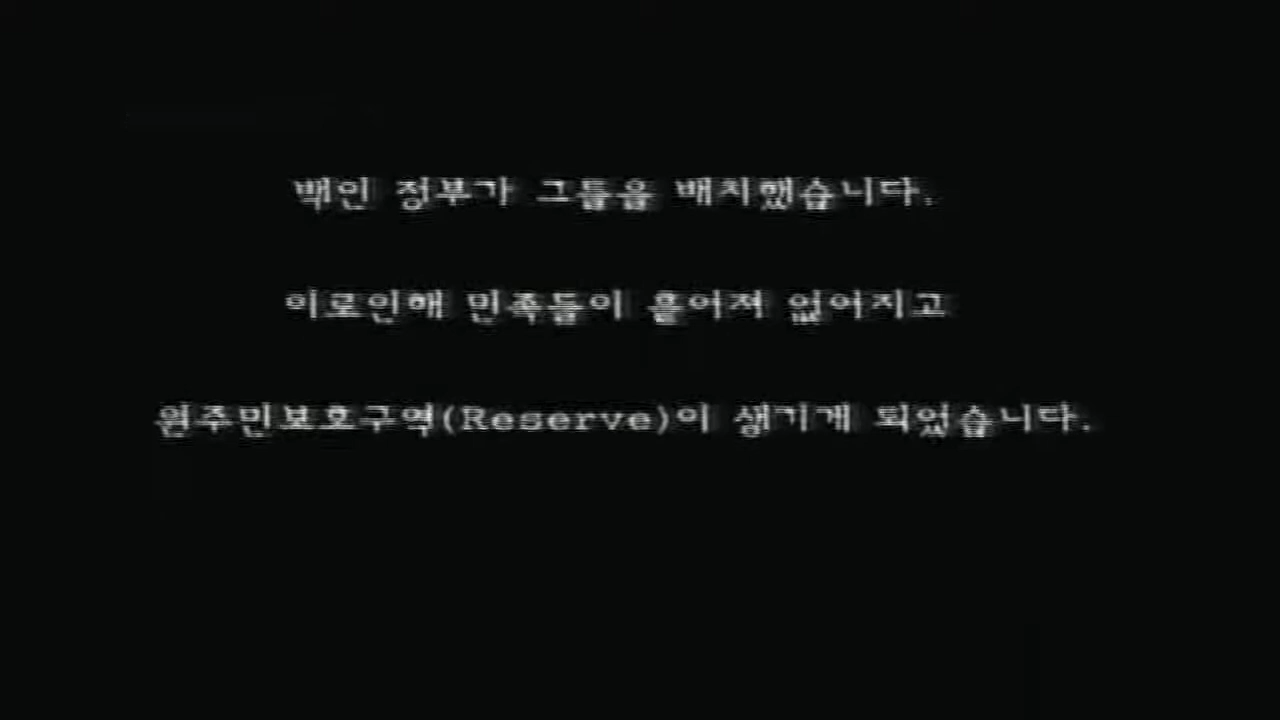 백인 정부가 그들을 배치했습니다.
이로인해 민족들이 흩어져 없어지고
원주민보호구역(Reserve)이 생기게 되었습니다.